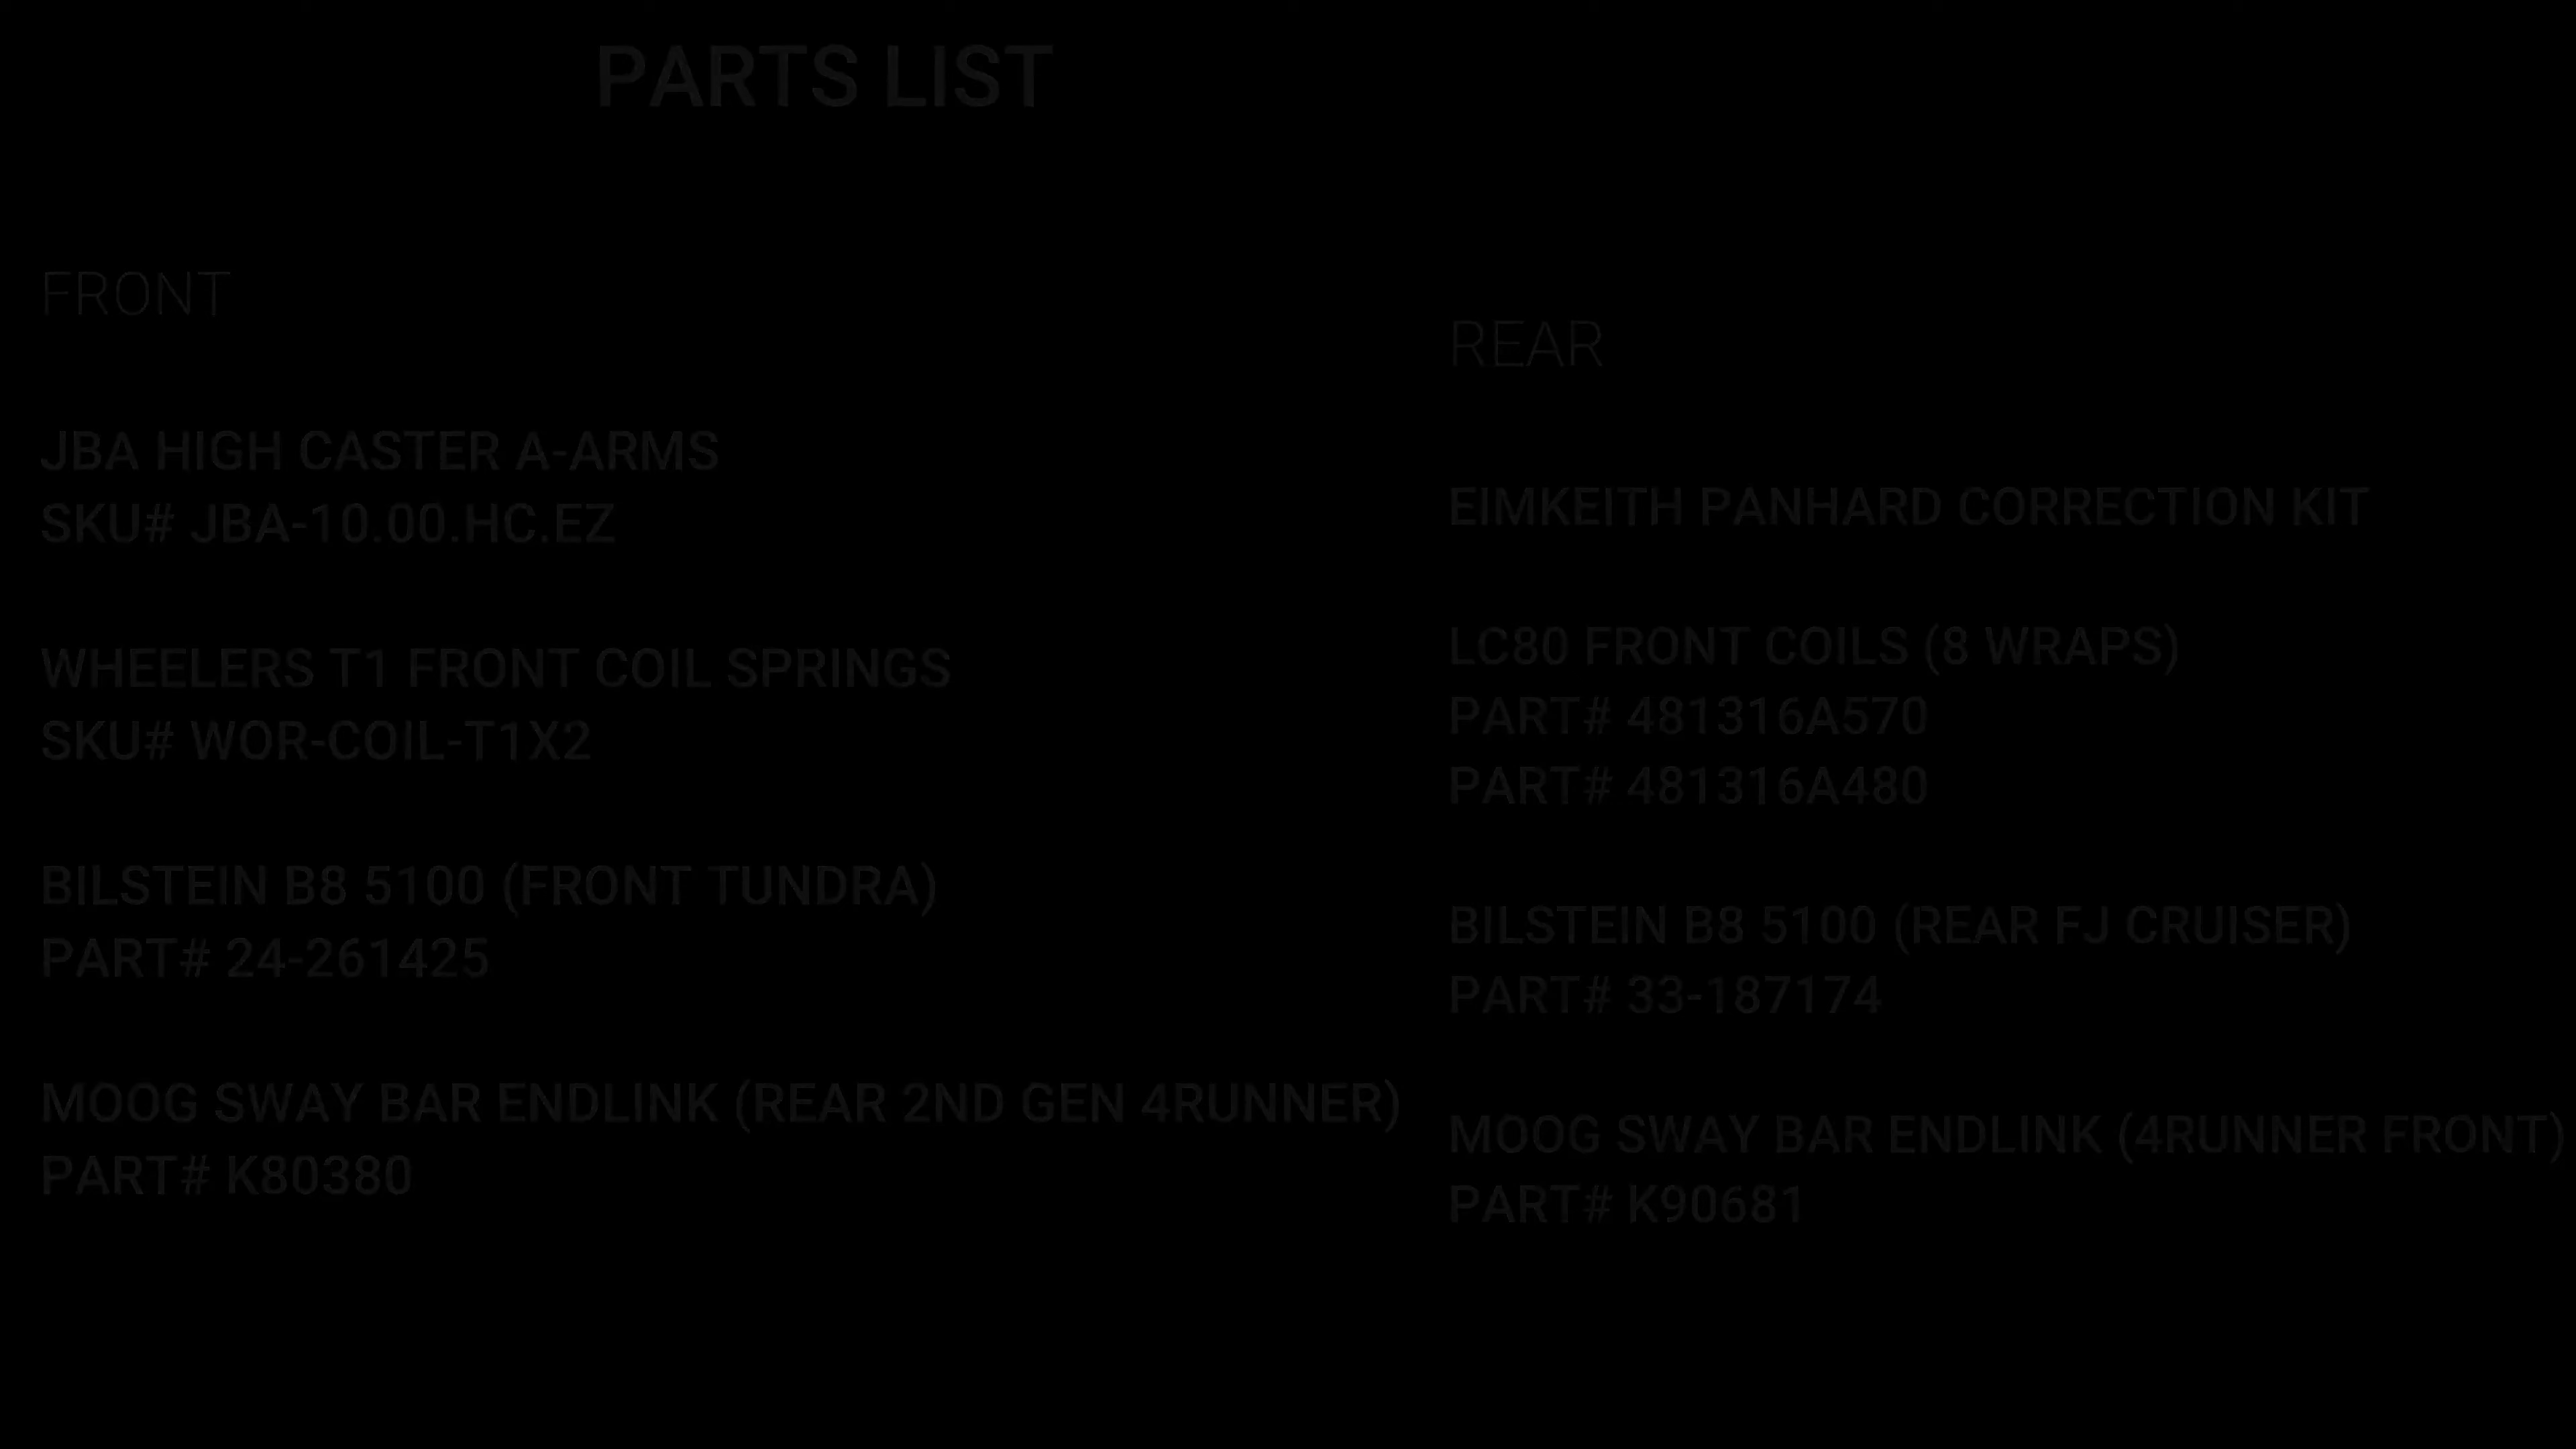 PARTS LIST
FRONT
JBA HIGH CASTER A-ARMS
SKU# JBA-10.00.HC.EZ
WHEELERS T1 FRONT COIL SPRINGS
SKU# WOR-COIL-T1X2
BILSTEIN B8 5100 (FRONT TUNDRA)
PART# 24-261425
MOOG SWAY BAR ENDLINK (REAR 2ND GEN 4RUNNER)
PART# K80380
REAR
EIMKEITH PANHARD CORRECTION KIT
LC80 FRONT COILS (8 WRAPS)
PART# 481316A570
PART# 481316A480
BILSTEIN B8 5100 (REAR FJ CRUISER)
PART# 33-187174
MOOG SWAY BAR ENDLINK (4RUNNER FRONT)
PART# K90681